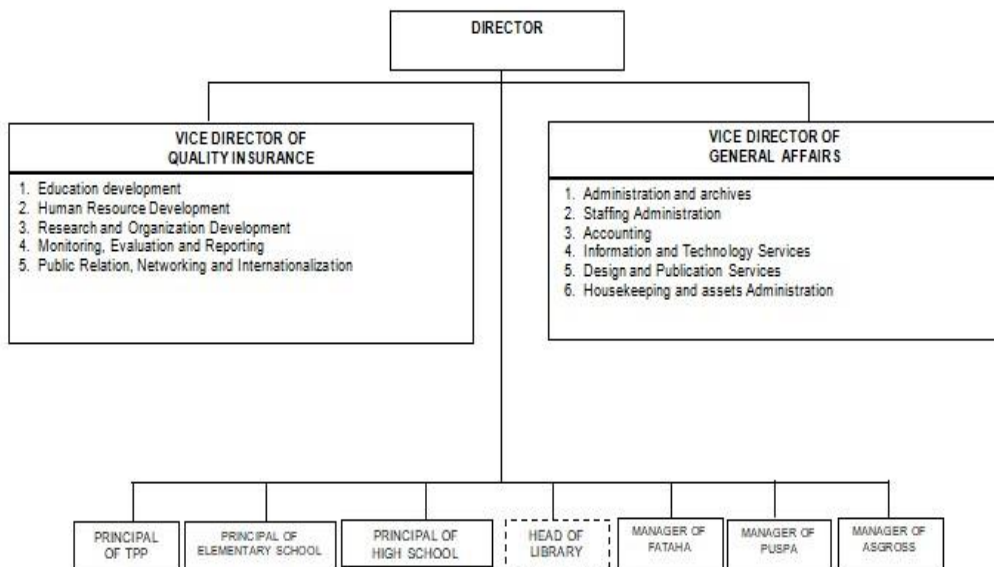 DIRECTOR
VICE DIRECTOR OF
QUALITY INSURANCE
1. Education development
2. Human Resource Development
3. Research and Organization Development
4. Monitoring, Evaluation and Reporting
5. Public Relation, Networking and Internationalization
VICE DIRECTOR OF
GENERAL AFFAIRS
1. Administration and archives
2. Staffing Administration
3. Accounting
4. Information and Technology Services
5. Design and Publication Services
6. Housekeeping and assets Administration
PRINCIPAL
OF TPP
PRINCIPAL OF
ELEMENTARY SCHOOL
PRINCIPAL OF
HIGH SCHOOL
HEAD OF
LIBRARY
MANAGER OF
FATAHA
MANAGER OF
PUSPA
MANAGER OF
ASGROSS